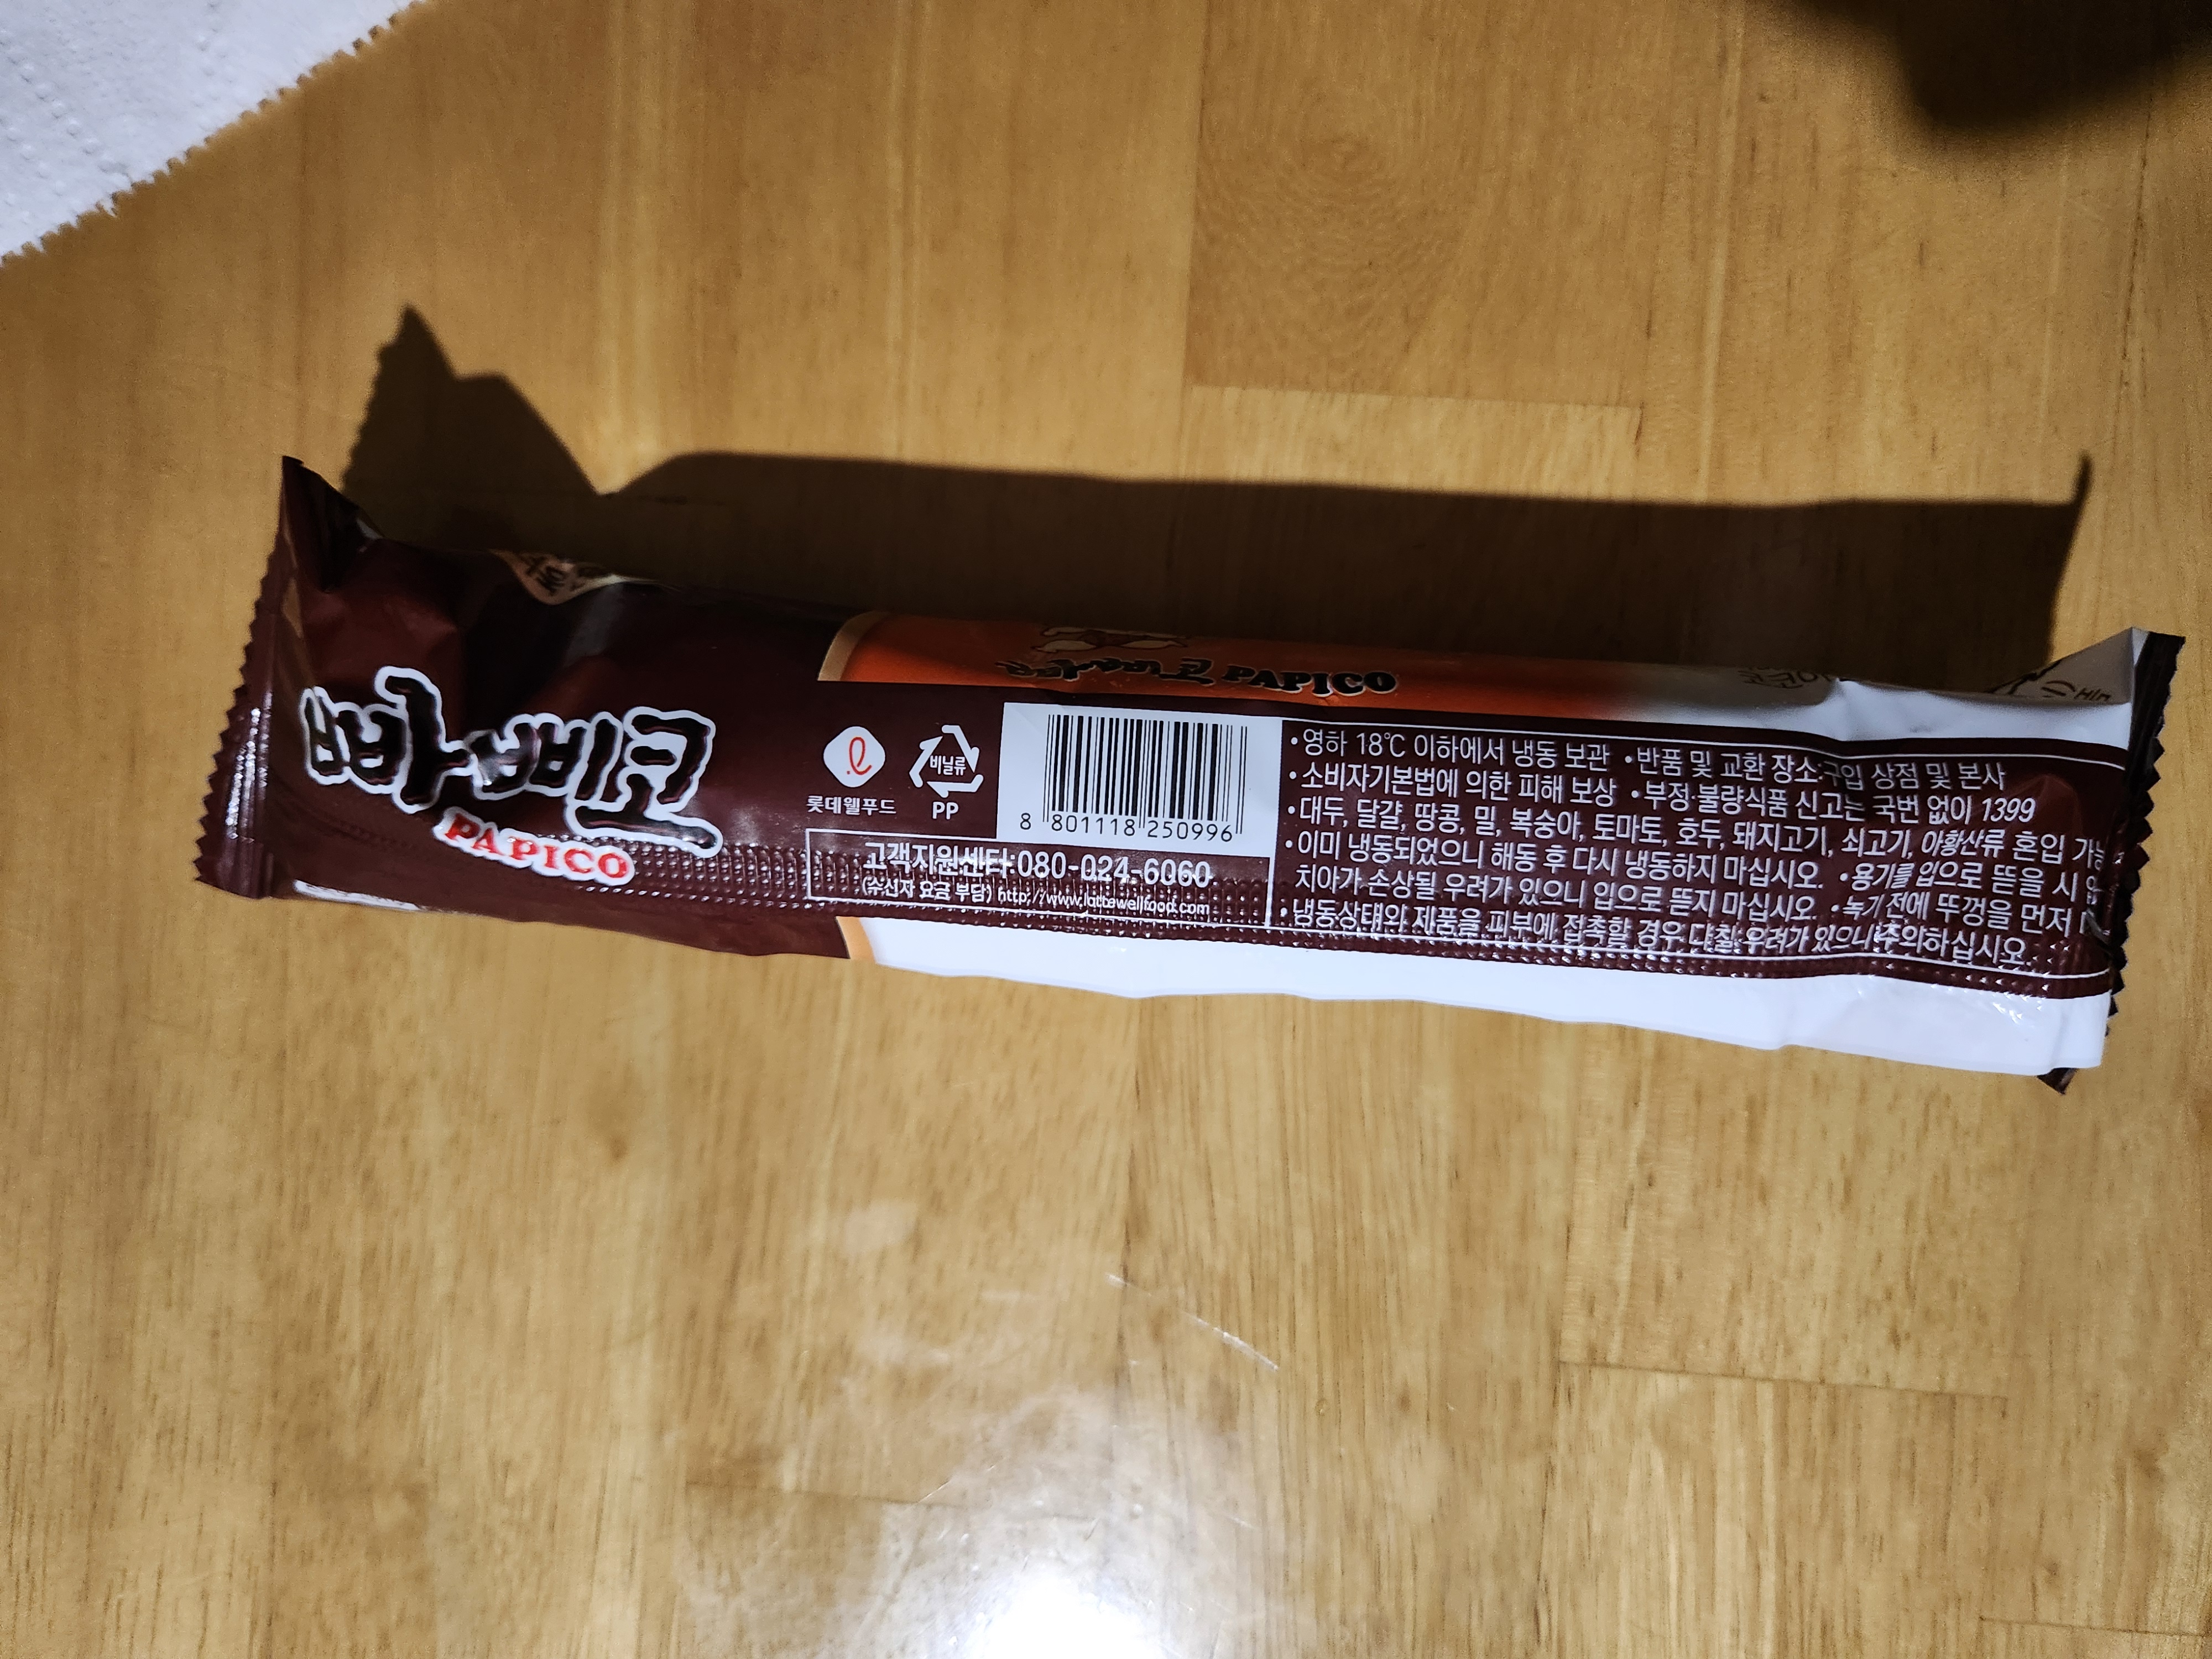 빠삐코
PAPICO
롯데웰푸드
비닐류
PP
8 801118 250996
고객지원센터 080-024-6060
(수신자 요금 부담) http://www.lottewellfood.com
• 영하 18℃ 이하에서 냉동 보관 • 반품 및 교환 장소:구입 상점 및 본사
• 소비자기본법에 의한 피해 보상 • 부정·불량식품 신고는 국번 없이 1399
• 대두, 달걀, 땅콩, 밀, 복숭아, 토마토, 호두, 돼지고기, 쇠고기, 이황산류 혼입 가능
• 이미 냉동되었으니 해동 후 다시 냉동하지 마십시오. • 용기를 입으로 뜯을 시
치아가 손상될 우려가 있으니 입으로 뜯지 마십시오. • 녹기 전에 뚜껑을 먼저
• 냉동상태의 제품을 피부에 접촉할 경우 다칠 우려가 있으니 주의하십시오.
빠삐코 PAPICO